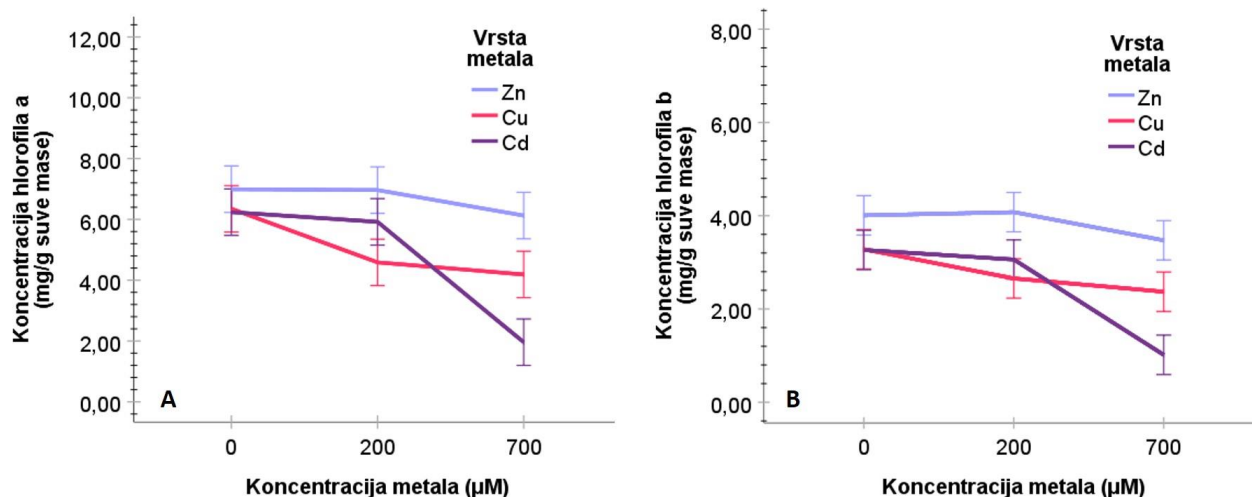 12,00
10,00
8,00
6,00
4,00
2,00
0,00
Koncentracija hlorofila a
(mg/g suve mase)
Vrsta
metala
Zn
Cu
Cd
A
0
200
700
Koncentracija metala (µM)
8,00
6,00
4,00
2,00
0,00
Koncentracija hlorofila b
(mg/g suve mase)
Vrsta
metala
Zn
Cu
Cd
B
0
200
700
Koncentracija metala (µM)